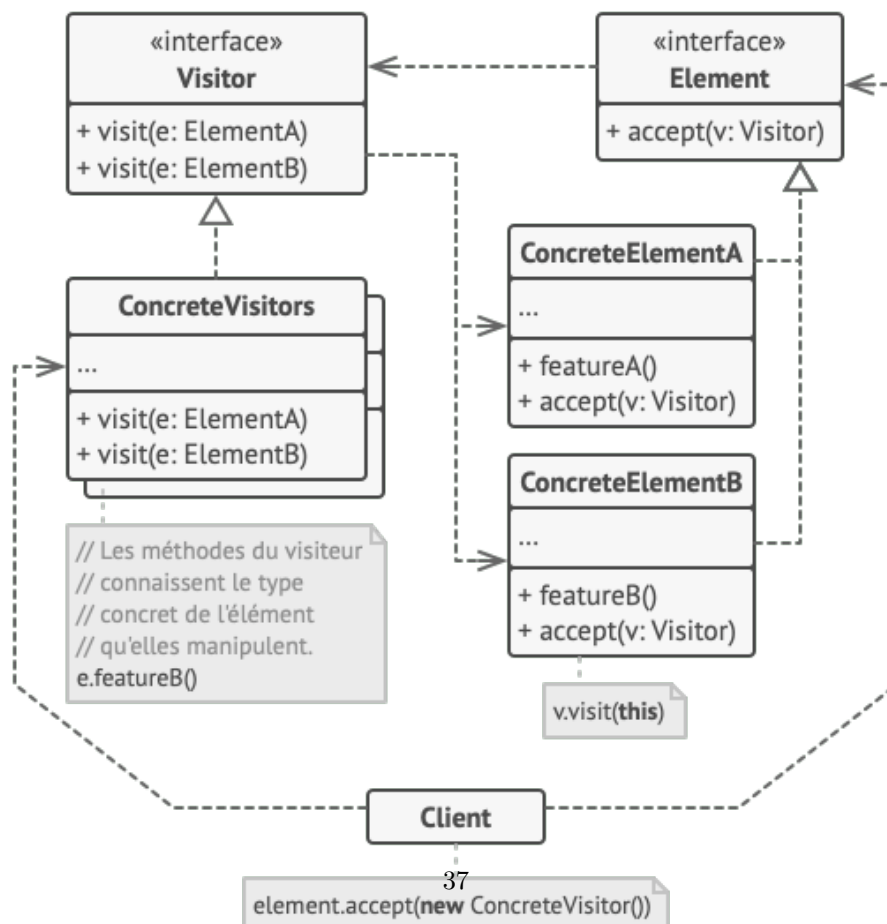 «interface»
Visitor
+ visit(e: ElementA)
+ visit(e: ElementB)
«interface»
Element
+ accept(v: Visitor)
ConcreteVisitors
...
+ visit(e: ElementA)
+ visit(e: ElementB)
// Les méthodes du visiteur
// connaissent le type
// concret de l'élément
// qu'elles manipulent.
e.featureB()
ConcreteElementA
...
+ featureA()
+ accept(v: Visitor)
ConcreteElementB
...
+ featureB()
+ accept(v: Visitor)
v.visit(this)
Client
37
element.accept(new ConcreteVisitor())